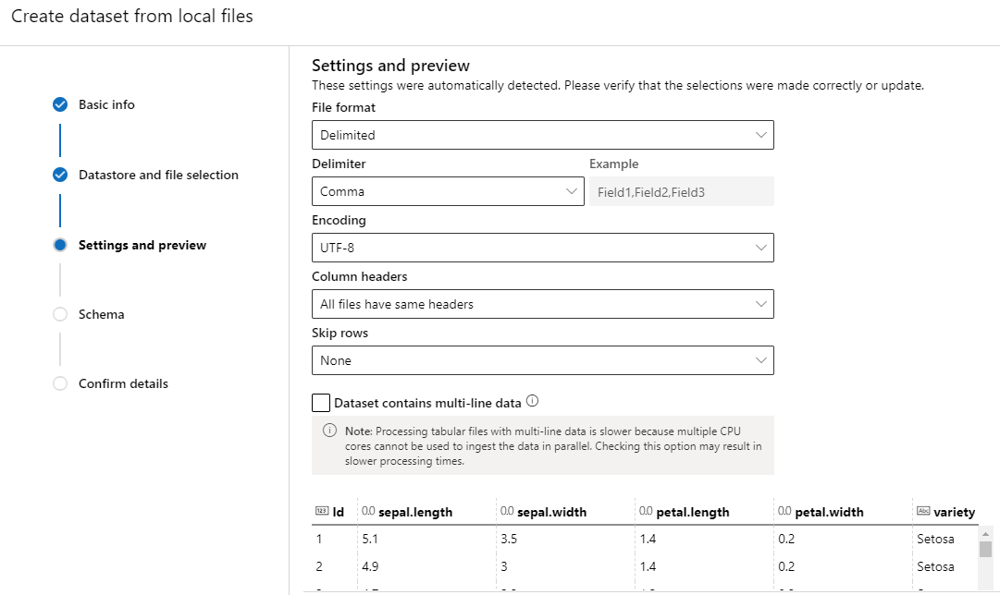 Create dataset from local files
Basic info
Datastore and file selection
Settings and preview
Schema
Confirm details
Settings and preview
These settings were automatically detected. Please verify that the selections were made correctly or update.
File format
Delimited
Delimiter Example
Comma Field1,Field2,Field3
Encoding
UTF-8
Column headers
All files have same headers
Skip rows
None
Dataset contains multi-line data
Note: Processing tabular files with multi-line data is slower because multiple CPU
cores cannot be used to ingest the data in parallel. Checking this option may result in
slower processing times.
123 Id 0.0 sepal.length 0.0 sepal.width 0.0 petal.length 0.0 petal.width Abc variety
1 5.1 3.5 1.4 0.2 Setosa
2 4.9 3 1.4 0.2 Setosa